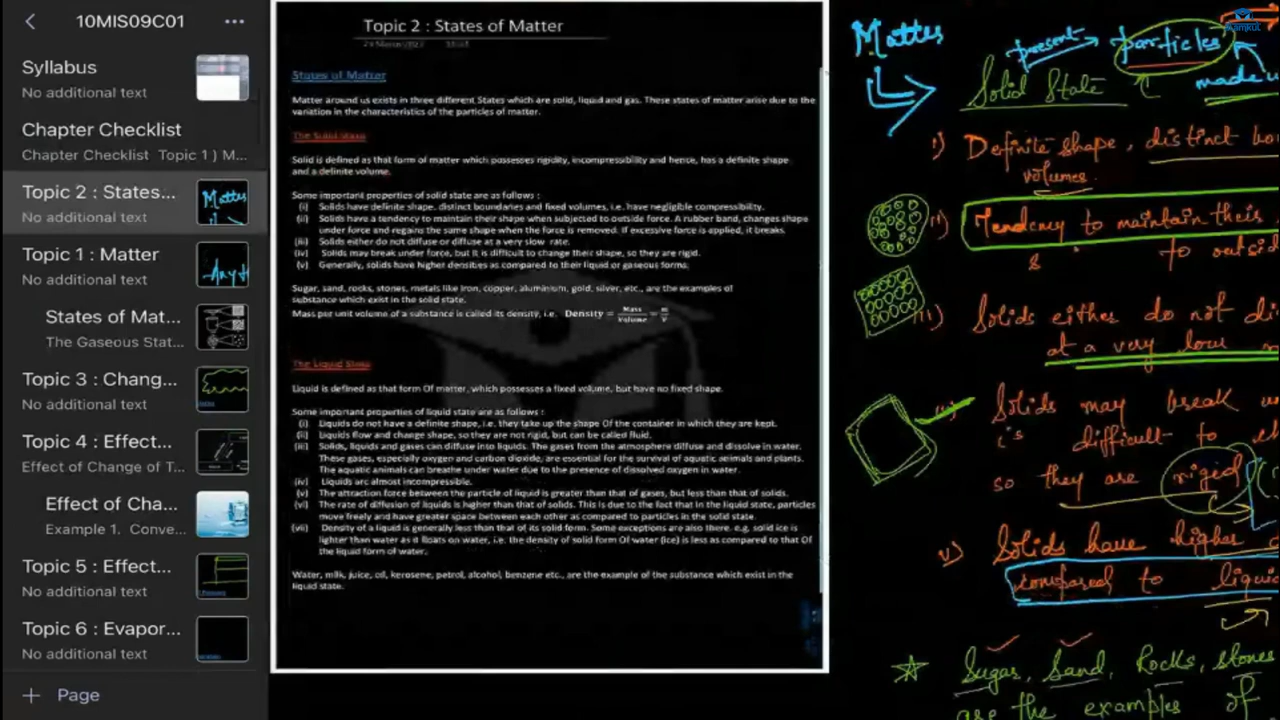 10MIS09C01
Syllabus
No additional text
Chapter Checklist
Chapter Checklist Topic 1 ) M...
Topic 2 : States...
No additional text
Topic 1 : Matter
No additional text
States of Mat...
The Gaseous Stat...
Topic 3 : Chang...
No additional text
Topic 4 : Effect...
Effect of Change of T...
Effect of Cha...
Example 1. Conve...
Topic 5 : Effect...
No additional text
Topic 6 : Evapor...
No additional text
+ Page
Topic 2 : States of Matter
States of Matter
Matter around us exists in three different States which are solid, liquid and gas. These states of matter arise due to the
variation in the characteristics of the particles of matter.
The Solid State
Solid is defined as that form of matter which possesses rigidity, incompressibility and hence, has a definite shape
and a definite volume.
Some important properties of solid state are as follows :
(i) Solids have definite shape, distinct boundaries and fixed volumes, i.e. have negligible compressibility.
(ii) Solids have a tendency to maintain their shape when subjected to outside force. A rubber band, changes shape
under force and regains the same shape when the force is removed. If excessive force is applied, it breaks.
(iii) Solids either do not diffuse or diffuse at a very slow rate.
(iv) Solids may break under force, but it is difficult to change their shape, so they are rigid.
(v) Generally, solids have higher densities as compared to their liquid or gaseous forms.
Sugar, sand, rocks, stones, metals like iron, copper, aluminium, gold, silver, etc., are the examples of
substance which exist in the solid state.
Mass per unit volume of a substance is called its density, i.e. Density = Mass/Volume = m/V
The Liquid State
Liquid is defined as that form Of matter, which possesses a fixed volume, but have no fixed shape.
Some important properties of liquid state are as follows :
(i) Liquids do not have a definite shape, i.e. they take up the shape Of the container in which they are kept.
(ii) Liquids flow and change shape, so they are not rigid, but can be called fluid.
(iii) Solids, liquids and gases can diffuse into liquids. The gases from the atmosphere diffuse and dissolve in water.
These gases, especially oxygen and carbon dioxide, are essential for the survival of aquatic animals and plants.
The aquatic animals can breathe under water due to the presence of dissolved oxygen in water.
(iv) Liquids are almost incompressible.
(v) The attraction force between the particle of liquid is greater than that of gases, but less than that of solids.
(vi) The rate of diffusion of liquids is higher than that of solids. This is due to the fact that in the liquid state, particles
move freely and have greater space between each other as compared to particles in the solid state.
(vii) Density of a liquid is generally less than that of its solid form. Some exceptions are also there. e.g. solid ice is
lighter than water as it floats on water, i.e. the density of solid form Of water (ice) is less as compared to that Of
the liquid form of water.
Water, milk, juice, oil, kerosene, petrol, alcohol, benzene etc., are the example of the substance which exist in the
liquid state.
Matter
present particles
made u
Solid State
i) Definite shape, distinct bo
volumes
ii) Tendency to maintain their
to outsid
iii) Solids either do not di
at a very low
Solids may break u
is difficult to
so they are rigid
v) Solids have higher
compared to liquid
Sugar, Sand, Rocks, stones
are the examples of